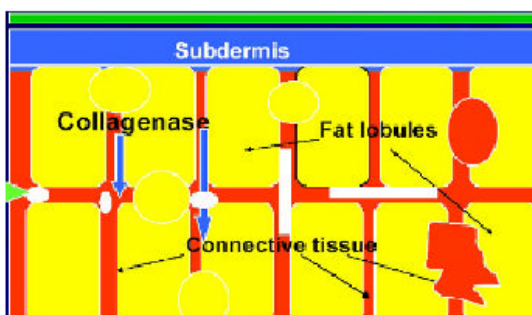 Subdermis
Collagenase
Fat lobules
Connective tissue